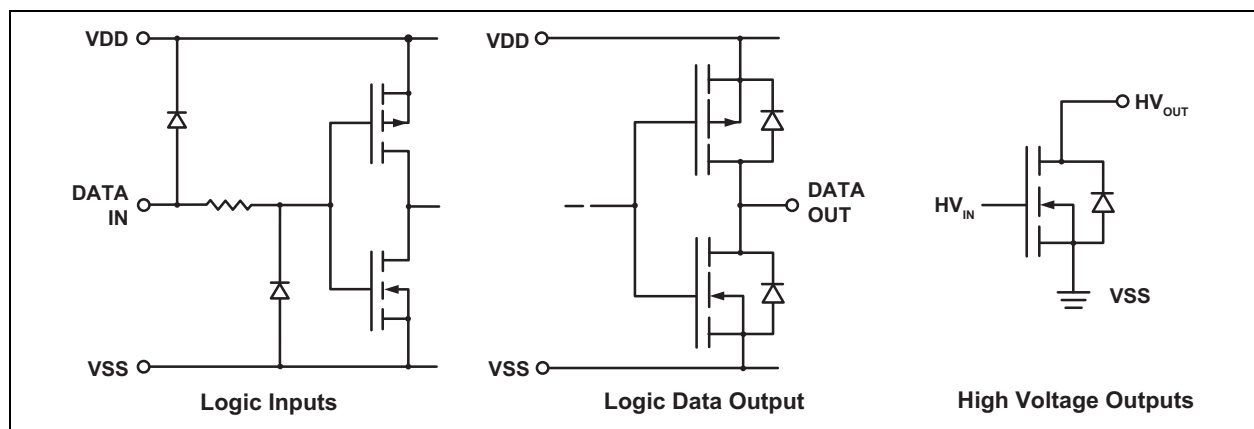 VDD
DATA
IN
VSS
Logic Inputs
VDD
DATA
OUT
VSS
Logic Data Output
HVOUT
HVIN
VSS
High Voltage Outputs